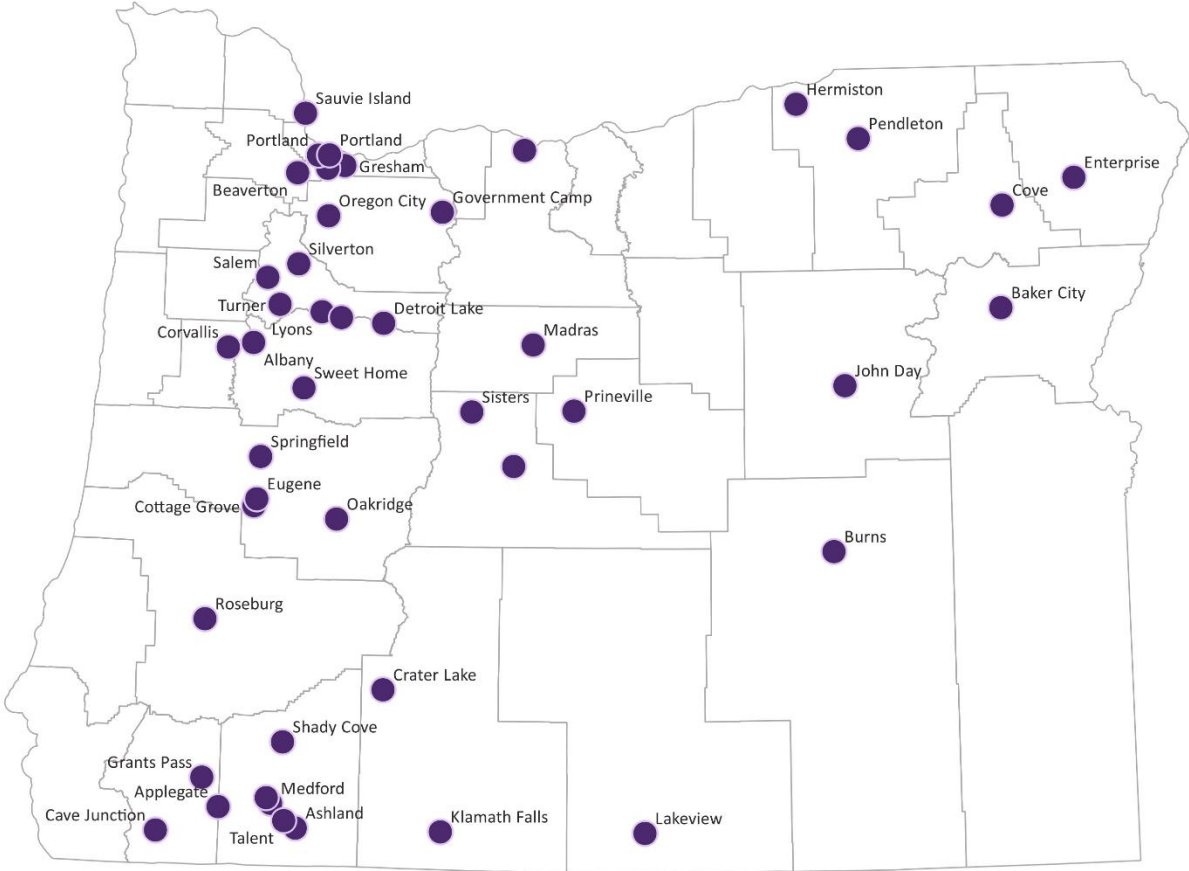 Sauvie Island
Hermiston
Pendleton
Portland
Portland
Gresham
Enterprise
Beaverton
Cove
Government Camp
Oregon City
Silverton
Salem
Baker City
Turner
Detroit Lake
Lyons
Corvallis
Madras
Albany
Sweet Home
John Day
Sisters
Prineville
Springfield
Eugene
Cottage Grove
Oakridge
Burns
Roseburg
Crater Lake
Shady Cove
Grants Pass
Medford
Applegate
Cave Junction
Ashland
Talent
Klamath Falls
Lakeview